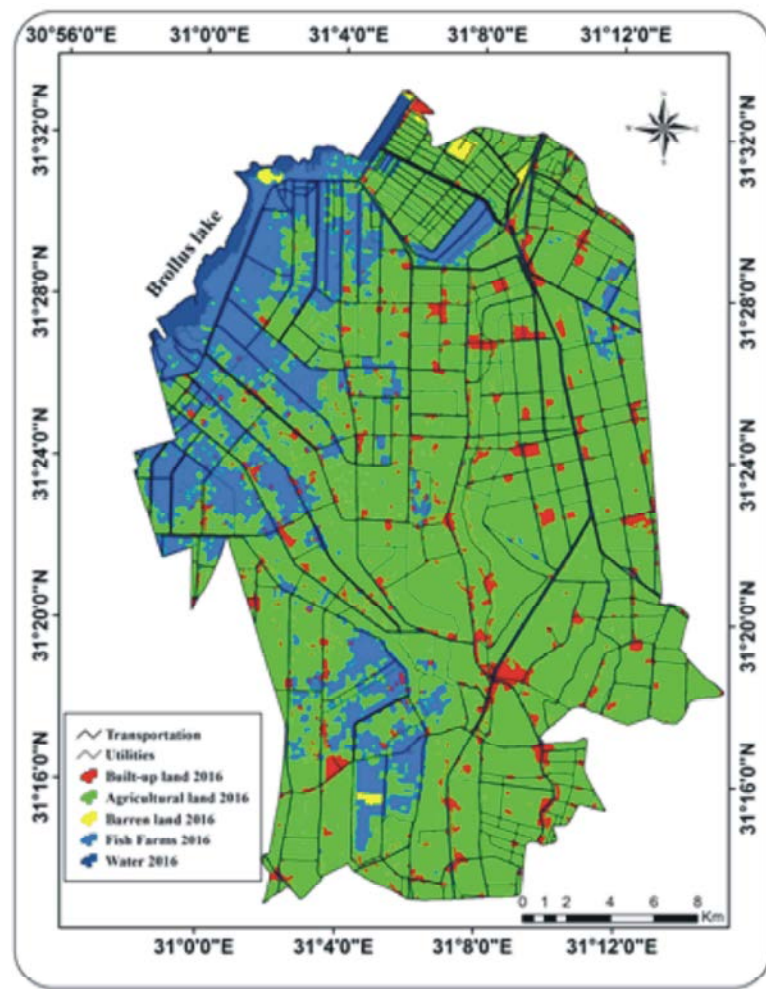 30°56'0"E 31°0'0"E 31°4'0"E 31°8'0"E 31°12'0"E
31°32'0"N
31°28'0"N
31°24'0"N
31°20'0"N
31°16'0"N
Brollus lake
31°32'0"N
31°28'0"N
31°24'0"N
31°20'0"N
31°16'0"N
Transportation
Utilities
Built-up land 2016
Agricultural land 2016
Barren land 2016
Fish Farms 2016
Water 2016
0 1 2 4 6 8
Km
31°0'0"E 31°4'0"E 31°8'0"E 31°12'0"E